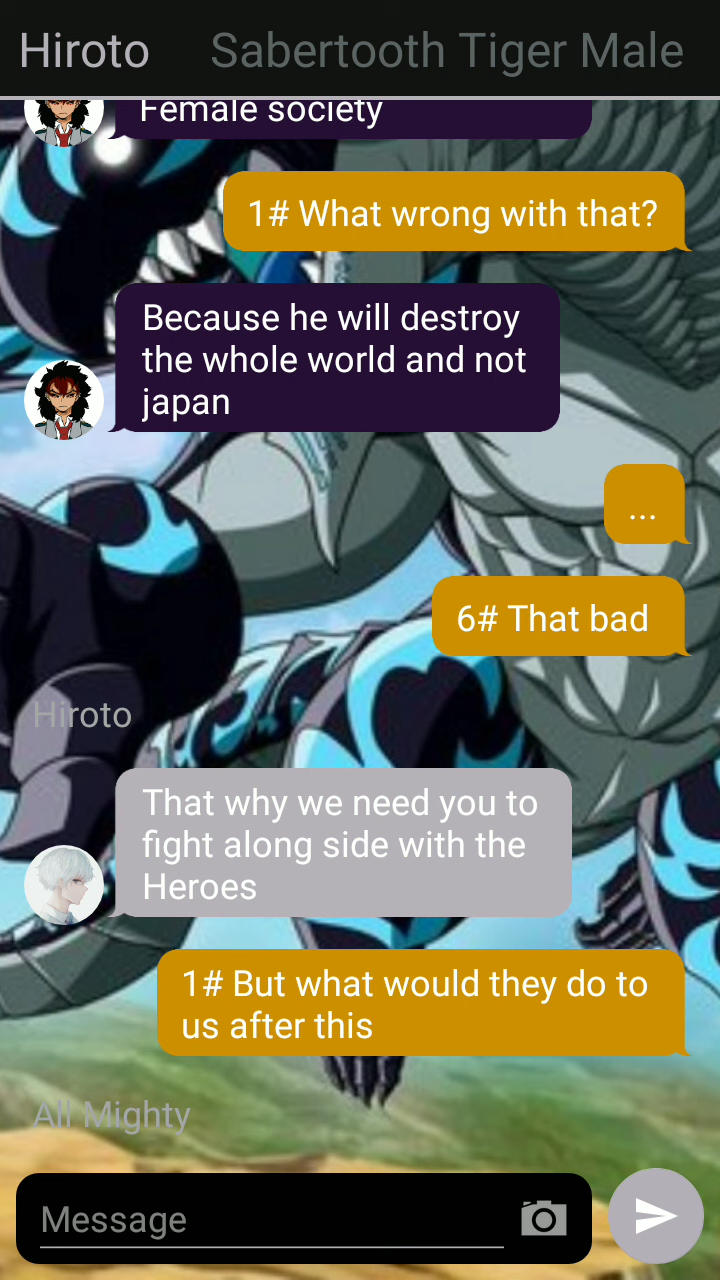 Hiroto Sabertooth Tiger Male
Female society
1# What wrong with that?
Because he will destroy
the whole world and not
japan
...
6# That bad
Hiroto
That why we need you to
fight along side with the
Heroes
1# But what would they do to
us after this
All Mighty
Message